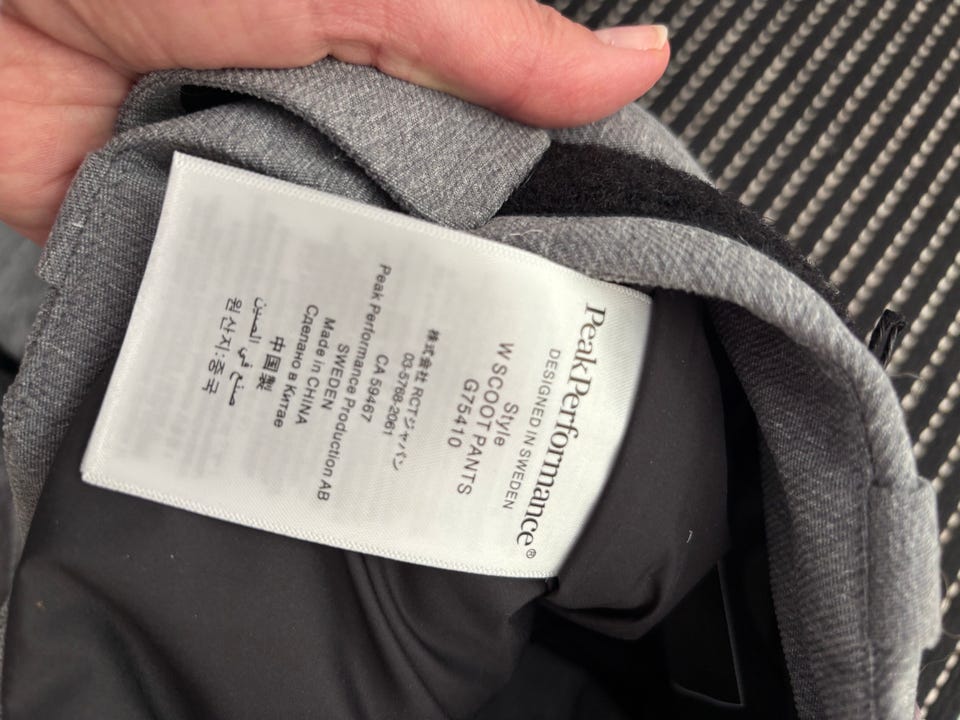 PeakPerformance®
DESIGNED IN SWEDEN
Style
W SCOOT PANTS
G75410
株式会社 RCTジャパン
03-5768-2061
CA 59467
Peak Performance Production AB
SWEDEN
Made in CHINA
Сделано в Китае
中国製
صنع في الصين
원산지:중국